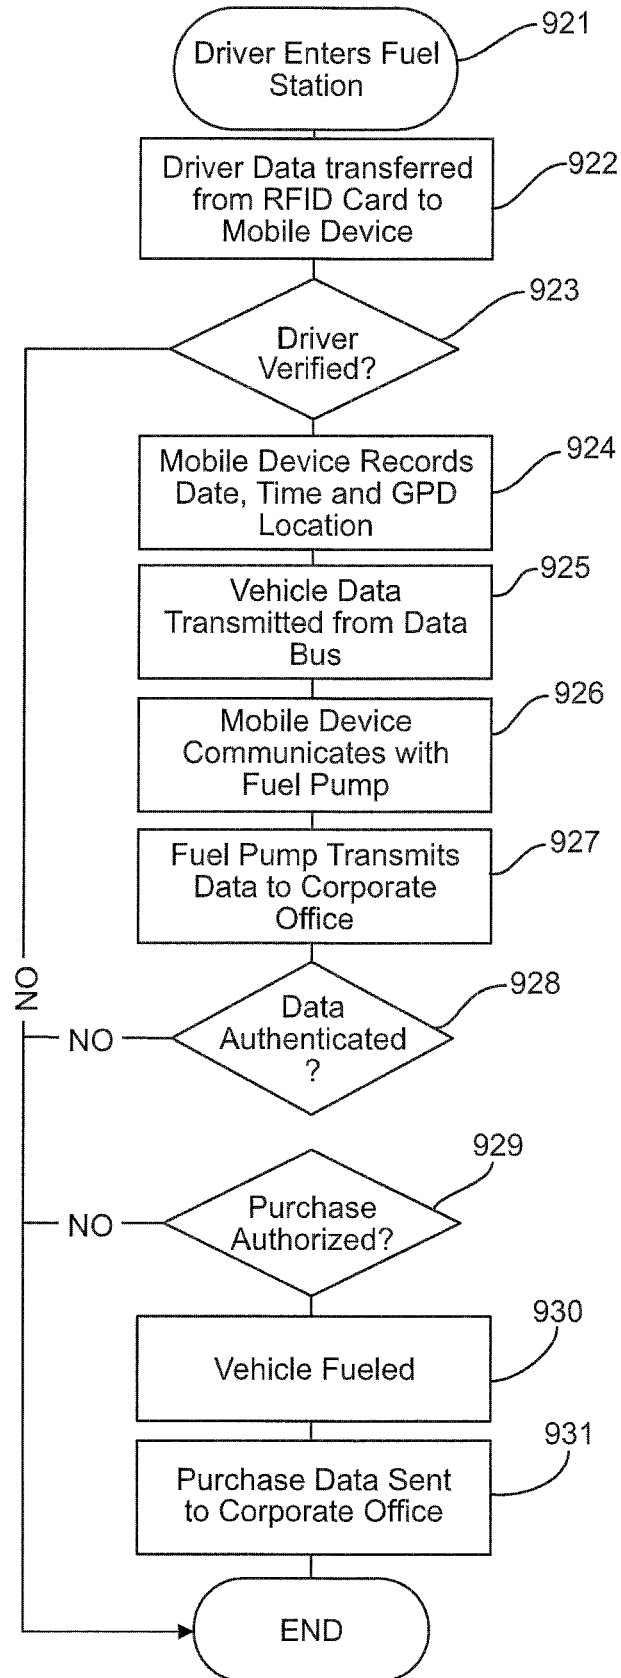 921
Driver Enters Fuel
Station
922
Driver Data transferred
from RFID Card to
Mobile Device
923
Driver
Verified?
924
Mobile Device Records
Date, Time and GPD
Location
925
Vehicle Data
Transmitted from Data
Bus
926
Mobile Device
Communicates with
Fuel Pump
927
Fuel Pump Transmits
Data to Corporate
Office
NO
928
Data
Authenticated
?
NO
929
Purchase
Authorized?
NO
930
Vehicle Fueled
931
Purchase Data Sent
to Corporate Office
END